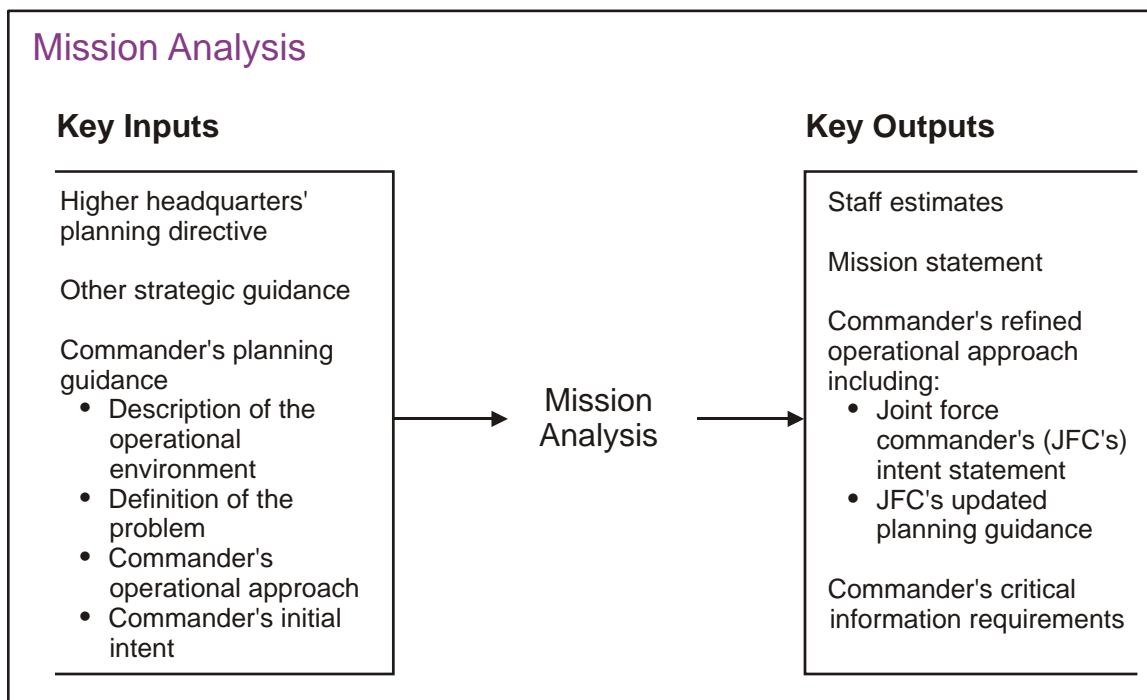 Mission Analysis
Key Inputs
Higher headquarters'
planning directive
Other strategic guidance
Commander's planning
guidance
• Description of the
operational
environment
• Definition of the
problem
• Commander's
operational approach
• Commander's initial
intent
Mission
Analysis
Key Outputs
Staff estimates
Mission statement
Commander's refined
operational approach
including:
• Joint force
commander's (JFC's)
intent statement
• JFC's updated
planning guidance
Commander's critical
information requirements